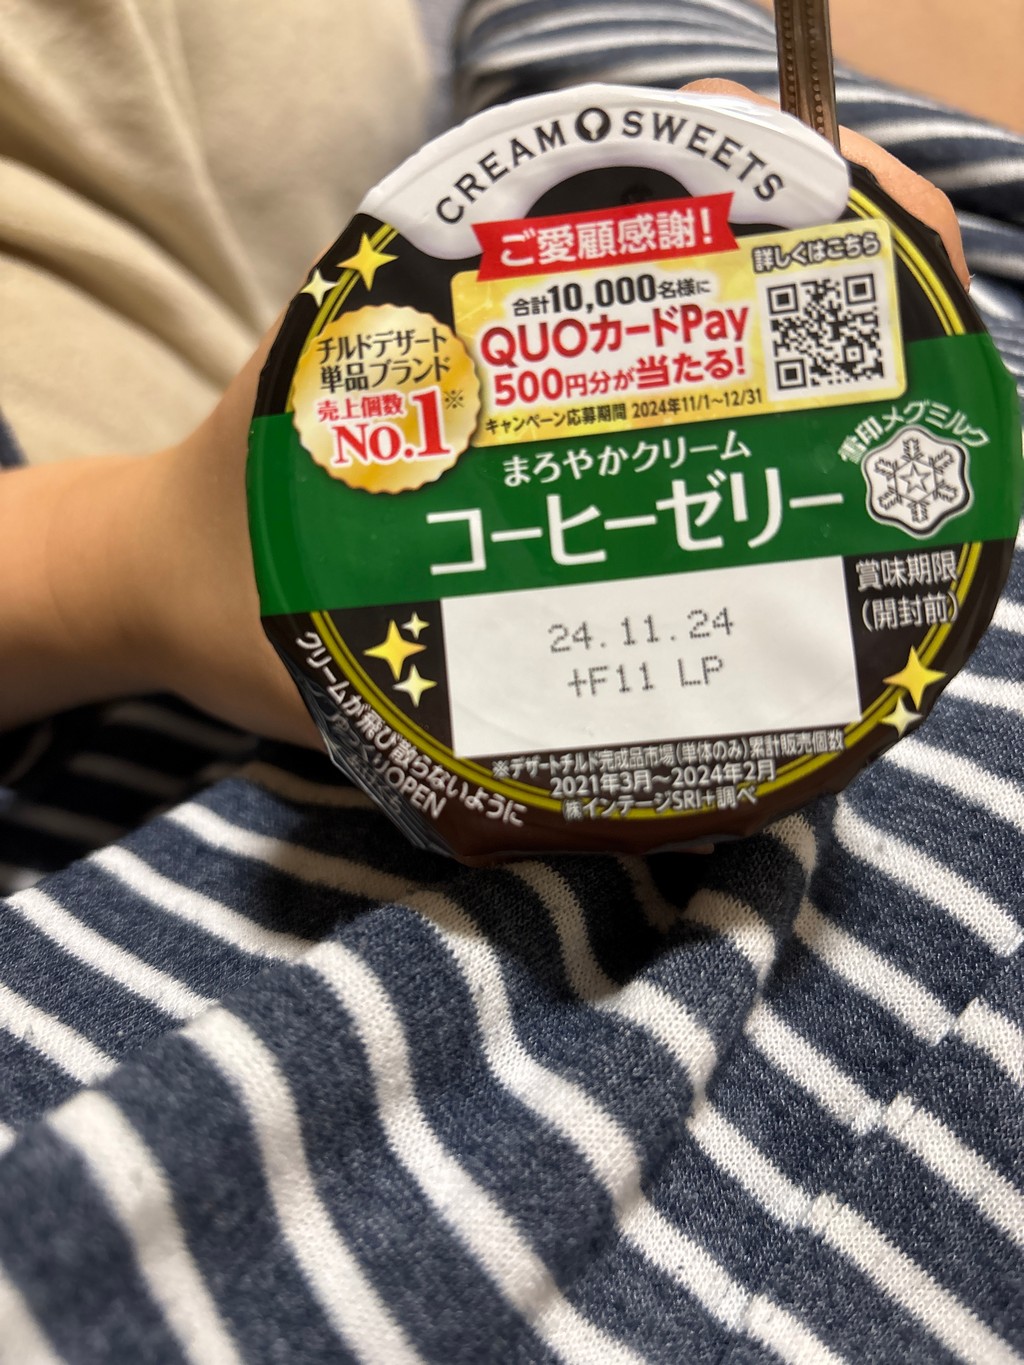 CREAM SWEETS
ご愛顧感謝!
詳しくはこちら
合計10,000名様に
QUOカードPay
500円分が当たる!
キャンペーン応募期間 2024年11/1〜12/31
チルドデザート
単品ブランド
売上個数
No.1※
まろやかクリーム
コーヒーゼリー
雪印メグミルク
賞味期限
(開封前)
24.11.24
+F11 LP
※デザートチルド完成品市場(単体のみ)累計販売個数
2021年3月〜2024年2月
㈱インテージSRI+調べ
クリームが飛び散らないように
OPEN